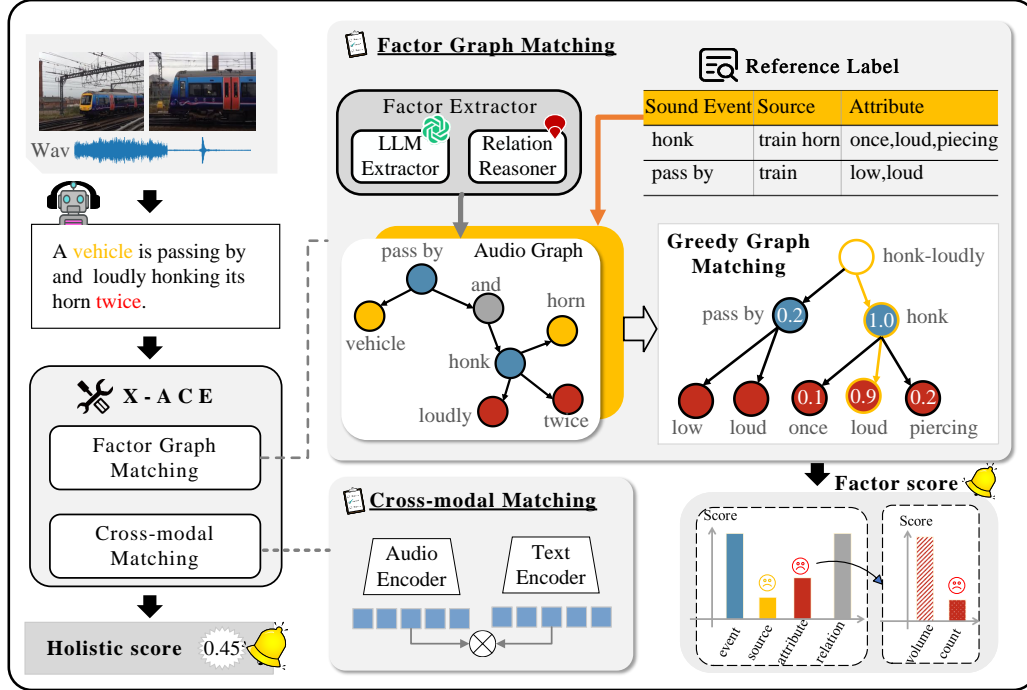 Wav
A vehicle is passing by
and loudly honking its
horn twice.
X-ACE
Factor Graph
Matching
Cross-modal
Matching
Holistic score
0.45
Factor Graph Matching
Factor Extractor
LLM
Extractor
Relation
Reasoner
Reference Label
Sound Event Source Attribute
honk train horn once,loud,piecing
pass by train low,loud
Audio Graph
pass by
and
horn
vehicle
honk
loudly
twice
Greedy Graph
Matching
honk-loudly
pass by
0.2
1.0
honk
0.1
0.9
0.2
low
loud
once
loud
piercing
Cross-modal Matching
Audio
Encoder
Text
Encoder
Factor score
Score
event
source
attribute
relation
Score
volume
count